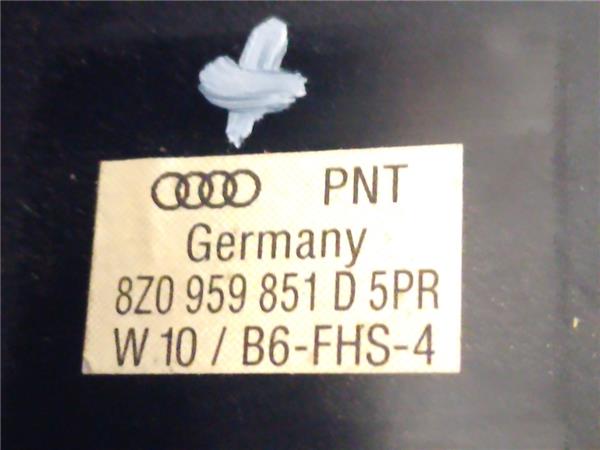 PNT
Germany
8Z0 959 851 D 5PR
W 10 / B6-FHS-4